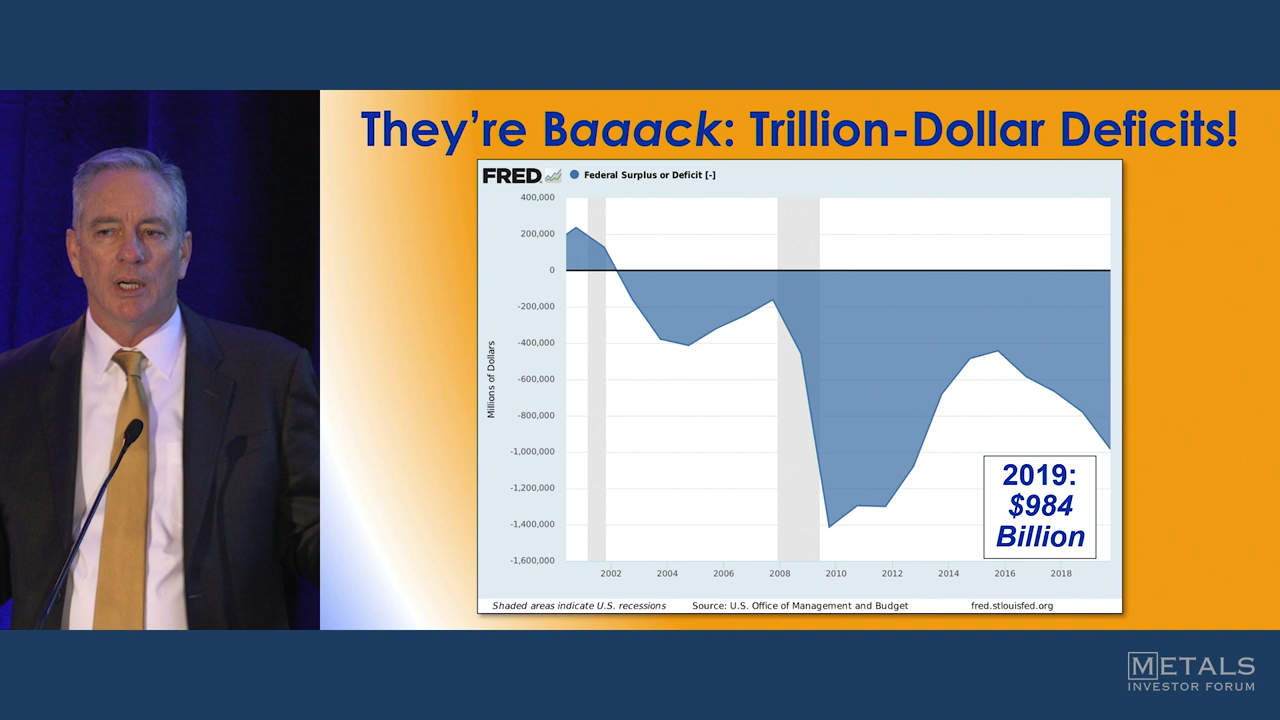 They're Baaack: Trillion-Dollar Deficits!
FRED
Federal Surplus or Deficit [-]
400,000
200,000
0
-200,000
-400,000
-600,000
-800,000
-1,000,000
-1,200,000
-1,400,000
-1,600,000
Millions of Dollars
2019:
$984
Billion
2002 2004 2006 2008 2010 2012 2014 2016 2018
Shaded areas indicate U.S. recessions Source: U.S. Office of Management and Budget fred.stlouisfed.org
METALS
INVESTOR FORUM